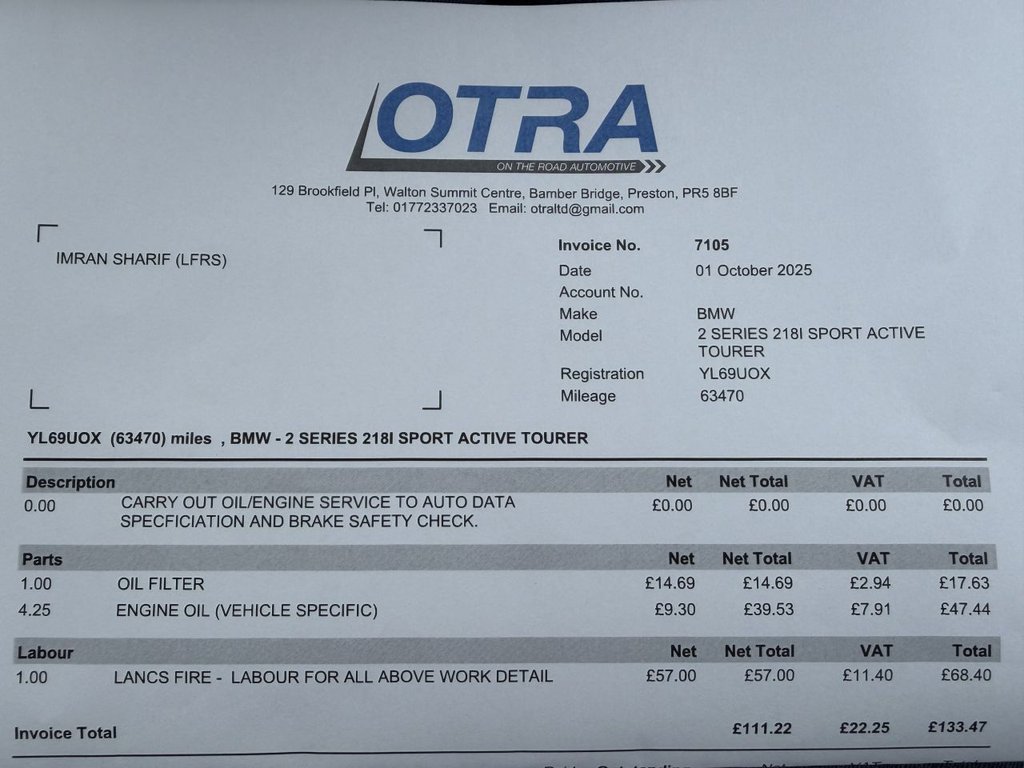 OTRA
ON THE ROAD AUTOMOTIVE
129 Brookfield Pl, Walton Summit Centre, Bamber Bridge, Preston, PR5 8BF
Tel: 01772337023 Email: otraltd@gmail.com
IMRAN SHARIF (LFRS)
Invoice No. 7105
Date 01 October 2025
Account No.
Make BMW
Model 2 SERIES 218I SPORT ACTIVE
TOURER
Registration YL69UOX
Mileage 63470
YL69UOX (63470) miles , BMW - 2 SERIES 218I SPORT ACTIVE TOURER
Description Net Net Total VAT Total
0.00 CARRY OUT OIL/ENGINE SERVICE TO AUTO DATA £0.00 £0.00 £0.00 £0.00
SPECFICIATION AND BRAKE SAFETY CHECK.
Parts Net Net Total VAT Total
1.00 OIL FILTER £14.69 £14.69 £2.94 £17.63
4.25 ENGINE OIL (VEHICLE SPECIFIC) £9.30 £39.53 £7.91 £47.44
Labour Net Net Total VAT Total
1.00 LANCS FIRE - LABOUR FOR ALL ABOVE WORK DETAIL £57.00 £57.00 £11.40 £68.40
Invoice Total £111.22 £22.25 £133.47